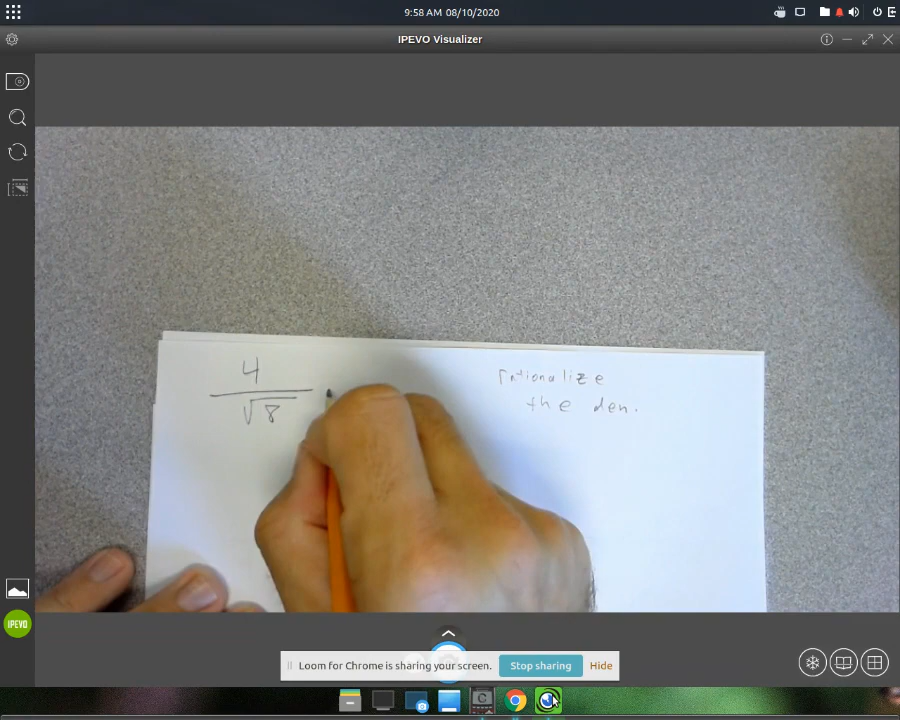 9:58 AM 08/10/2020
IPEVO Visualizer
4
√8
rationalize
the den.
IPEVO
Loom for Chrome is sharing your screen.
Stop sharing
Hide